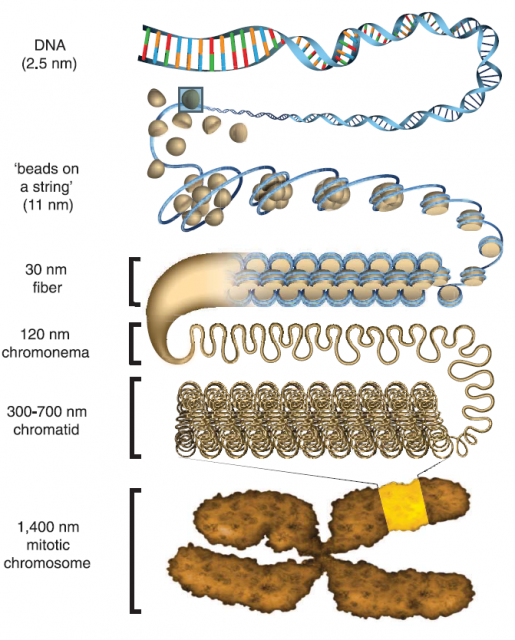 DNA
(2.5 nm)
'beads on
a string'
(11 nm)
30 nm
fiber
120 nm
chromonema
300-700 nm
chromatid
1,400 nm
mitotic
chromosome